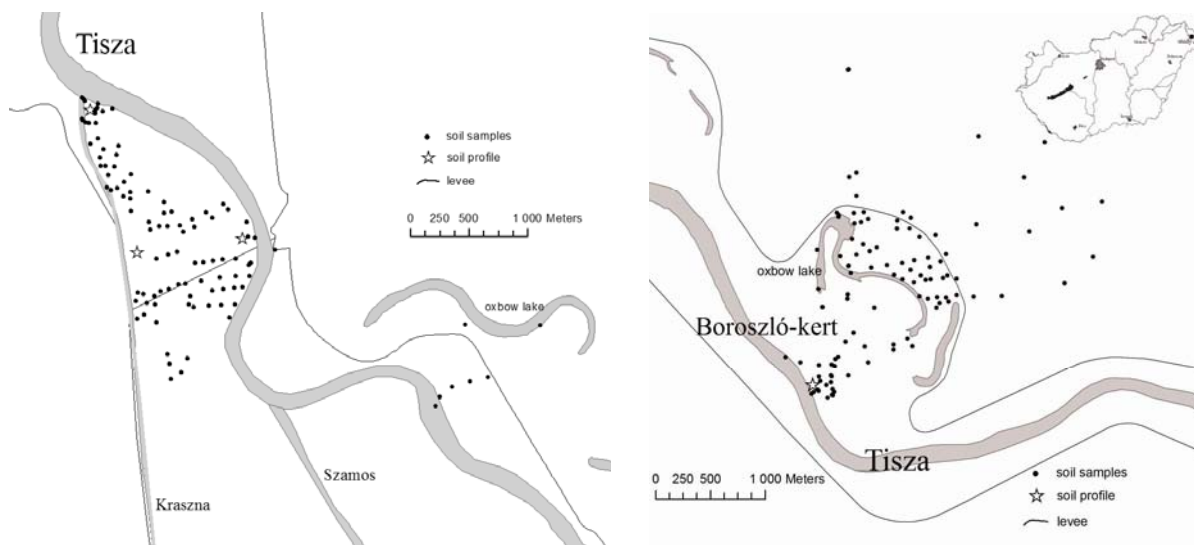 Tisza
soil samples
soil profile
levee
0 250 500 1 000 Meters
oxbow lake
Szamos
Kraszna
oxbow lake
Boroszló-kert
Tisza
0 250 500 1 000 Meters
soil samples
soil profile
levee